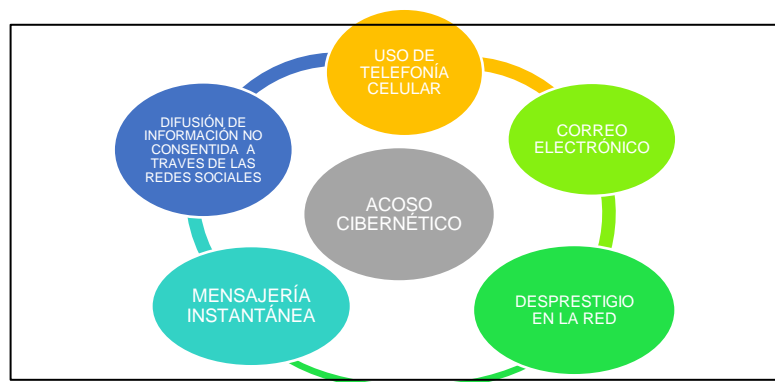 USO DE
TELEFONÍA
CELULAR
CORREO
ELECTRÓNICO
DESPRESTIGIO
EN LA RED
MENSAJERÍA
INSTANTÁNEA
DIFUSIÓN DE
INFORMACIÓN NO
CONSENTIDA A
TRAVES DE LAS
REDES SOCIALES
ACOSO
CIBERNÉTICO